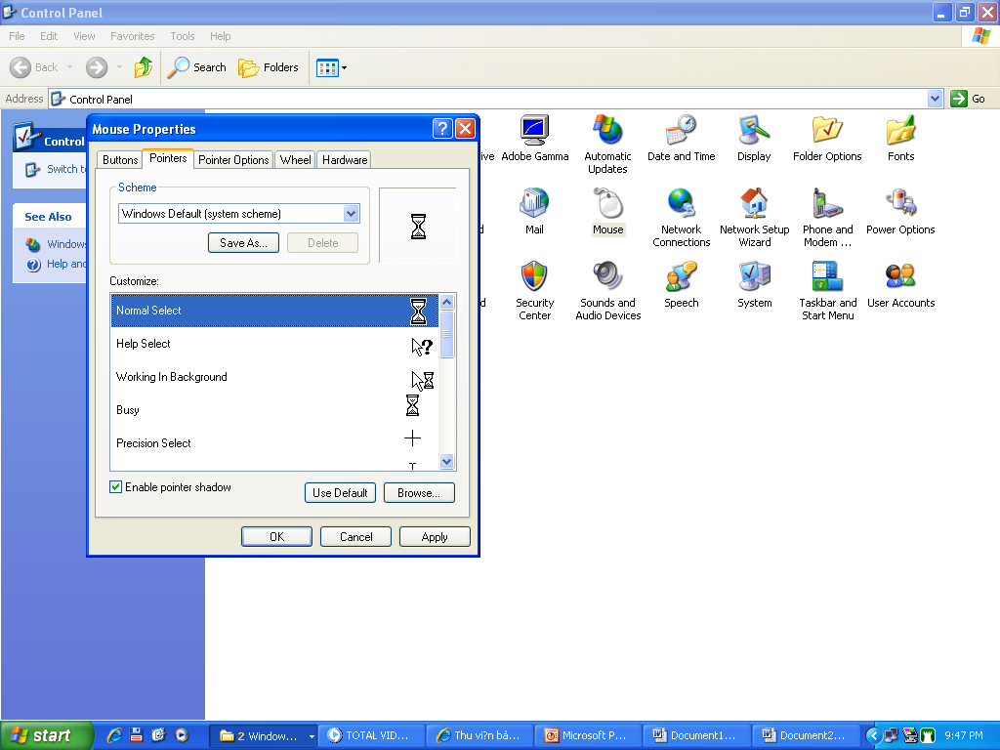 Control Panel
File Edit View Favorites Tools Help
Back Search Folders
Address Control Panel Go
Control
Switch to
See Also
Windows
Help and
Mouse Properties
Buttons Pointers Pointer Options Wheel Hardware
Scheme
Windows Default (system scheme)
Save As... Delete
Customize:
Normal Select
Help Select
Working In Background
Busy
Precision Select
Enable pointer shadow
Use Default Browse...
OK Cancel Apply
ive Adobe Gamma Automatic Updates Date and Time Display Folder Options Fonts
d Mail Mouse Network Connections Network Setup Wizard Phone and Modem ... Power Options
d Security Center Sounds and Audio Devices Speech System Taskbar and Start Menu User Accounts
start 2 Window... TOTAL VID... Thu vi?n bà... Microsoft P... Document1... Document2... 9:47 PM